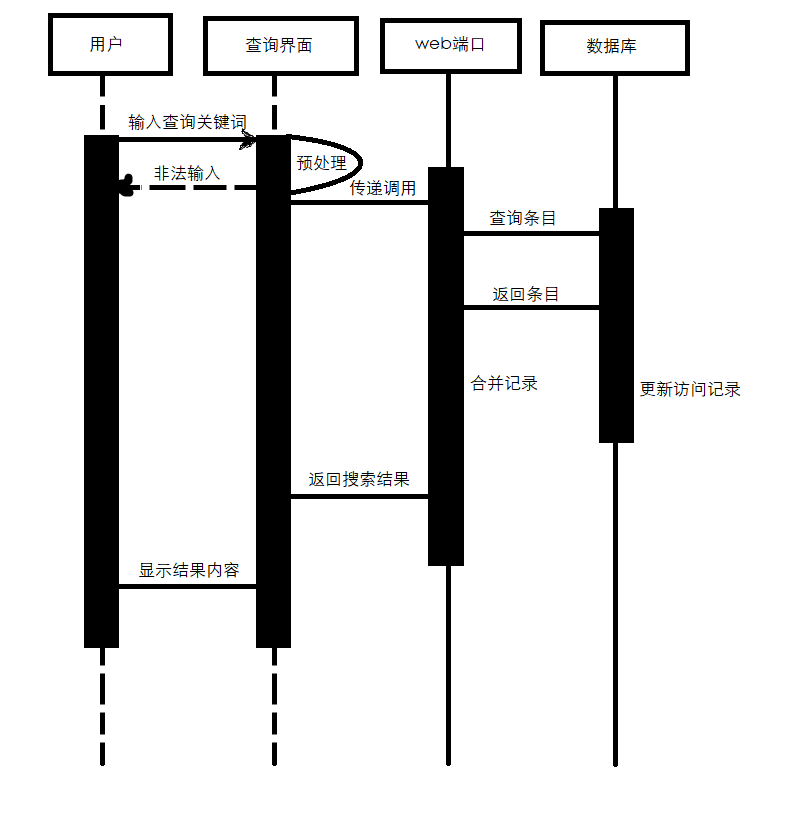 用户
查询界面
web端口
数据库
输入查询关键词
预处理
非法输入
传递调用
查询条目
返回条目
合并记录
更新访问记录
返回搜索结果
显示结果内容